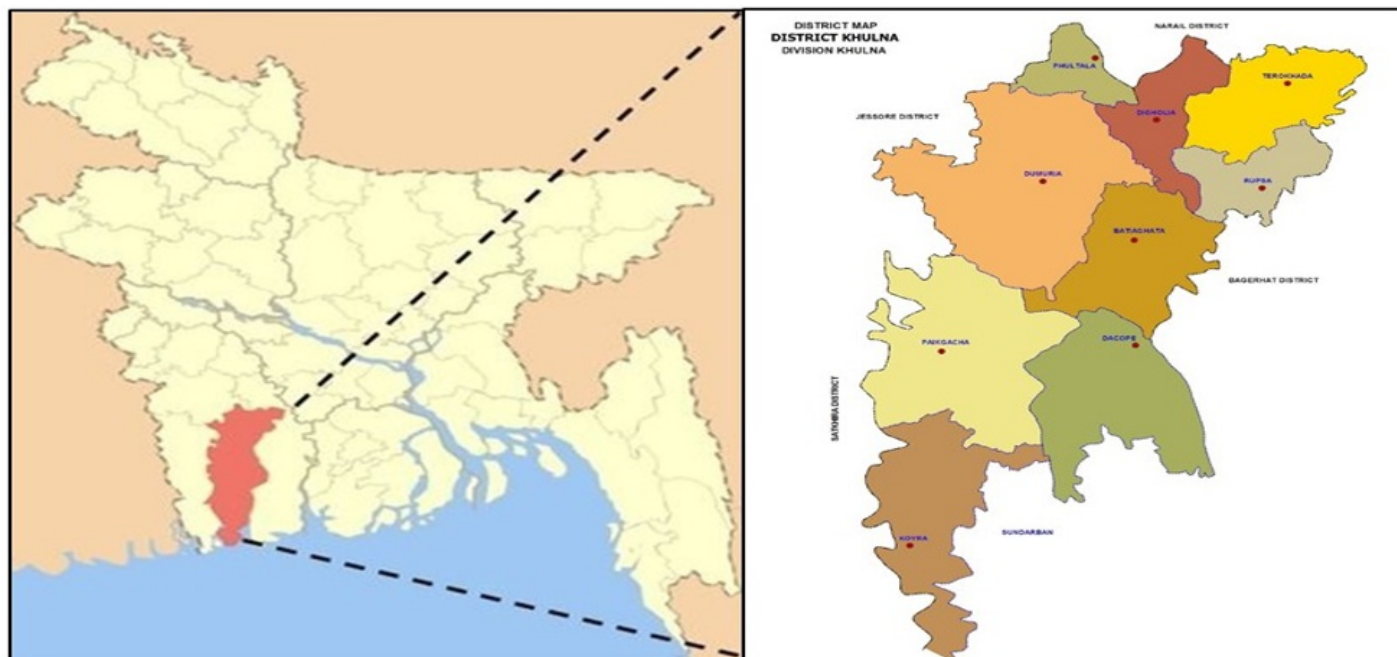 DISTRICT MAP
DISTRICT KHULNA
DIVISION KHULNA
NARAIL DISTRICT
PHULTALA
TEROKHADA
JESSORE DISTRICT
DIGHOLIA
DUMURIA
RUPSA
BATIAGHATA
BAGERHAT DISTRICT
PAIKGACHA
DACOPE
SATKHIRA DISTRICT
SUNDARBAN
KOYRA